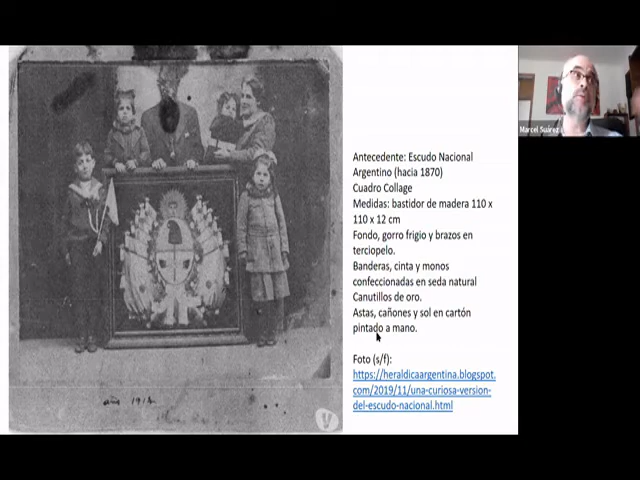 Marcel Suárez
Antecedente: Escudo Nacional
Argentino (hacia 1870)
Cuadro Collage
Medidas: bastidor de madera 110 x
110 x 12 cm
Fondo, gorro frigio y brazos en
terciopelo.
Banderas, cinta y monos
confeccionadas en seda natural
Canutillos de oro.
Astas, cañones y sol en cartón
pintado a mano.
Foto (s/f):
https://heraldicaargentina.blogspot.
com/2019/11/una-curiosa-version-
del-escudo-nacional.html
año 1914